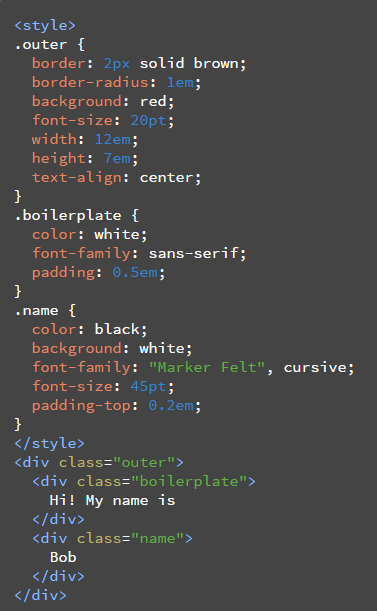 <style>
.outer {
  border: 2px solid brown;
  border-radius: 1em;
  background: red;
  font-size: 20pt;
  width: 12em;
  height: 7em;
  text-align: center;
}
.boilerplate {
  color: white;
  font-family: sans-serif;
  padding: 0.5em;
}
.name {
  color: black;
  background: white;
  font-family: "Marker Felt", cursive;
  font-size: 45pt;
  padding-top: 0.2em;
}
</style>
<div class="outer">
  <div class="boilerplate">
    Hi! My name is
  </div>
  <div class="name">
    Bob
  </div>
</div>